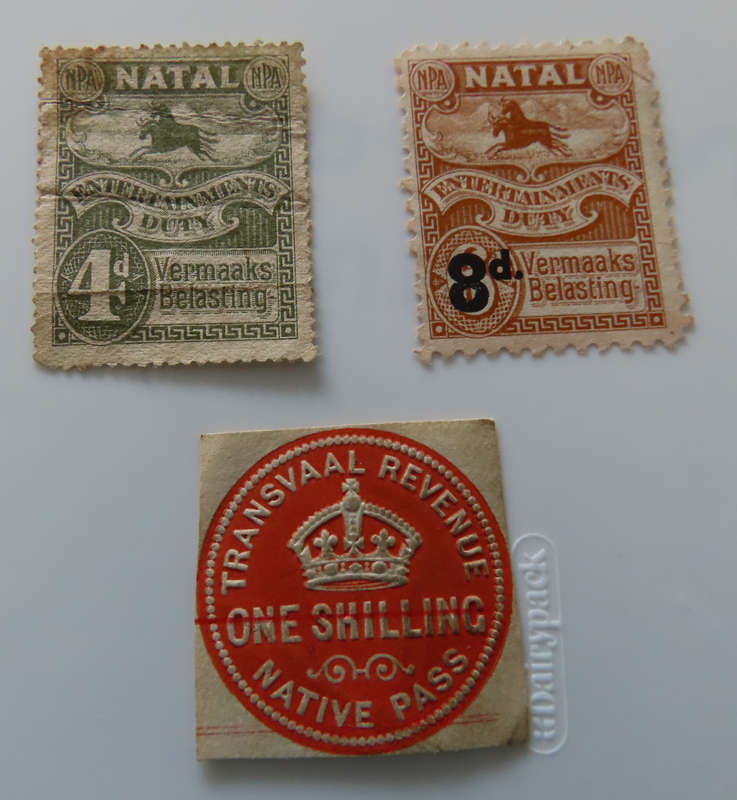 NPA NATAL NPA
ENTERTAINMENTS
DUTY
4d
Vermaaks
Belasting
NPA NATAL NPA
ENTERTAINMENTS
DUTY
8d.
Vermaaks
Belasting
TRANSVAAL REVENUE
ONE SHILLING
NATIVE PASS
Dairypack